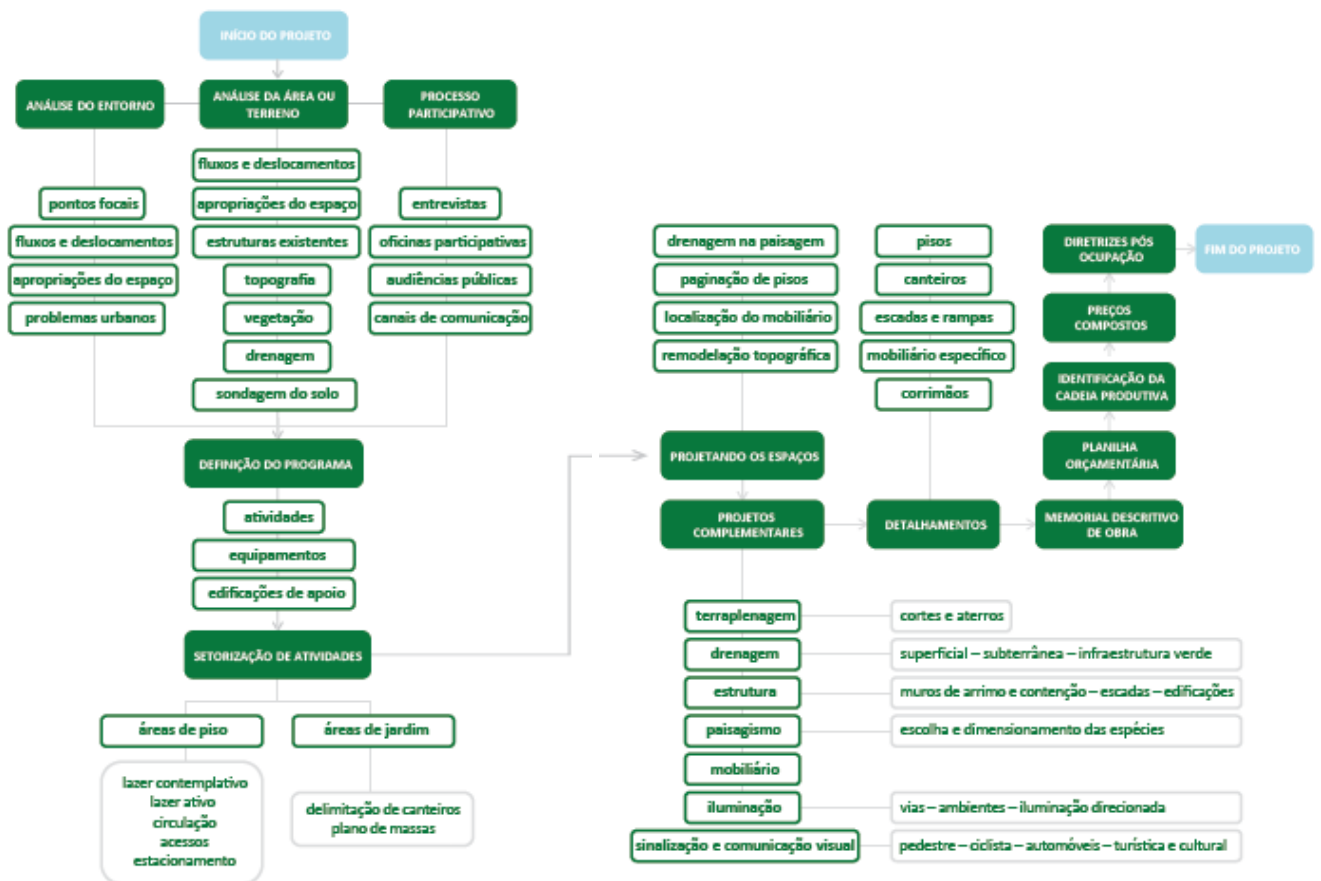 INÍCIO DO PROJETO
ANÁLISE DO ENTORNO
ANÁLISE DA ÁREA OU
TERRENO
PROCESSO
PARTICIPATIVO
pontos focais
fluxos e deslocamentos
apropriações do espaço
problemas urbanos
fluxos e deslocamentos
apropriações do espaço
estruturas existentes
topografia
vegetação
drenagem
sondagem do solo
entrevistas
oficinas participativas
audiências públicas
canais de comunicação
DEFINIÇÃO DO PROGRAMA
atividades
equipamentos
edificações de apoio
SETORIZAÇÃO DE ATIVIDADES
áreas de piso
lazer contemplativo
lazer ativo
circulação
acessos
estacionamento
áreas de jardim
delimitação de canteiros
plano de massas
drenagem na paisagem
paginação de pisos
localização do mobiliário
remodelação topográfica
PROJETANDO OS ESPAÇOS
PROJETOS
COMPLEMENTARES
terraplenagem
cortes e aterros
drenagem
superficial – subterrânea – infraestrutura verde
estrutura
muros de arrimo e contenção – escadas – edificações
paisagismo
escolha e dimensionamento das espécies
mobiliário
iluminação
vias – ambientes – iluminação direcionada
sinalização e comunicação visual
pedestre – ciclista – automóveis – turística e cultural
pisos
canteiros
escadas e rampas
mobiliário específico
corrimãos
DETALHAMENTOS
MEMORIAL DESCRITIVO
DE OBRA
PLANILHA
ORÇAMENTÁRIA
IDENTIFICAÇÃO DA
CADEIA PRODUTIVA
PREÇOS
COMPOSTOS
DIRETRIZES PÓS
OCUPAÇÃO
FIM DO PROJETO